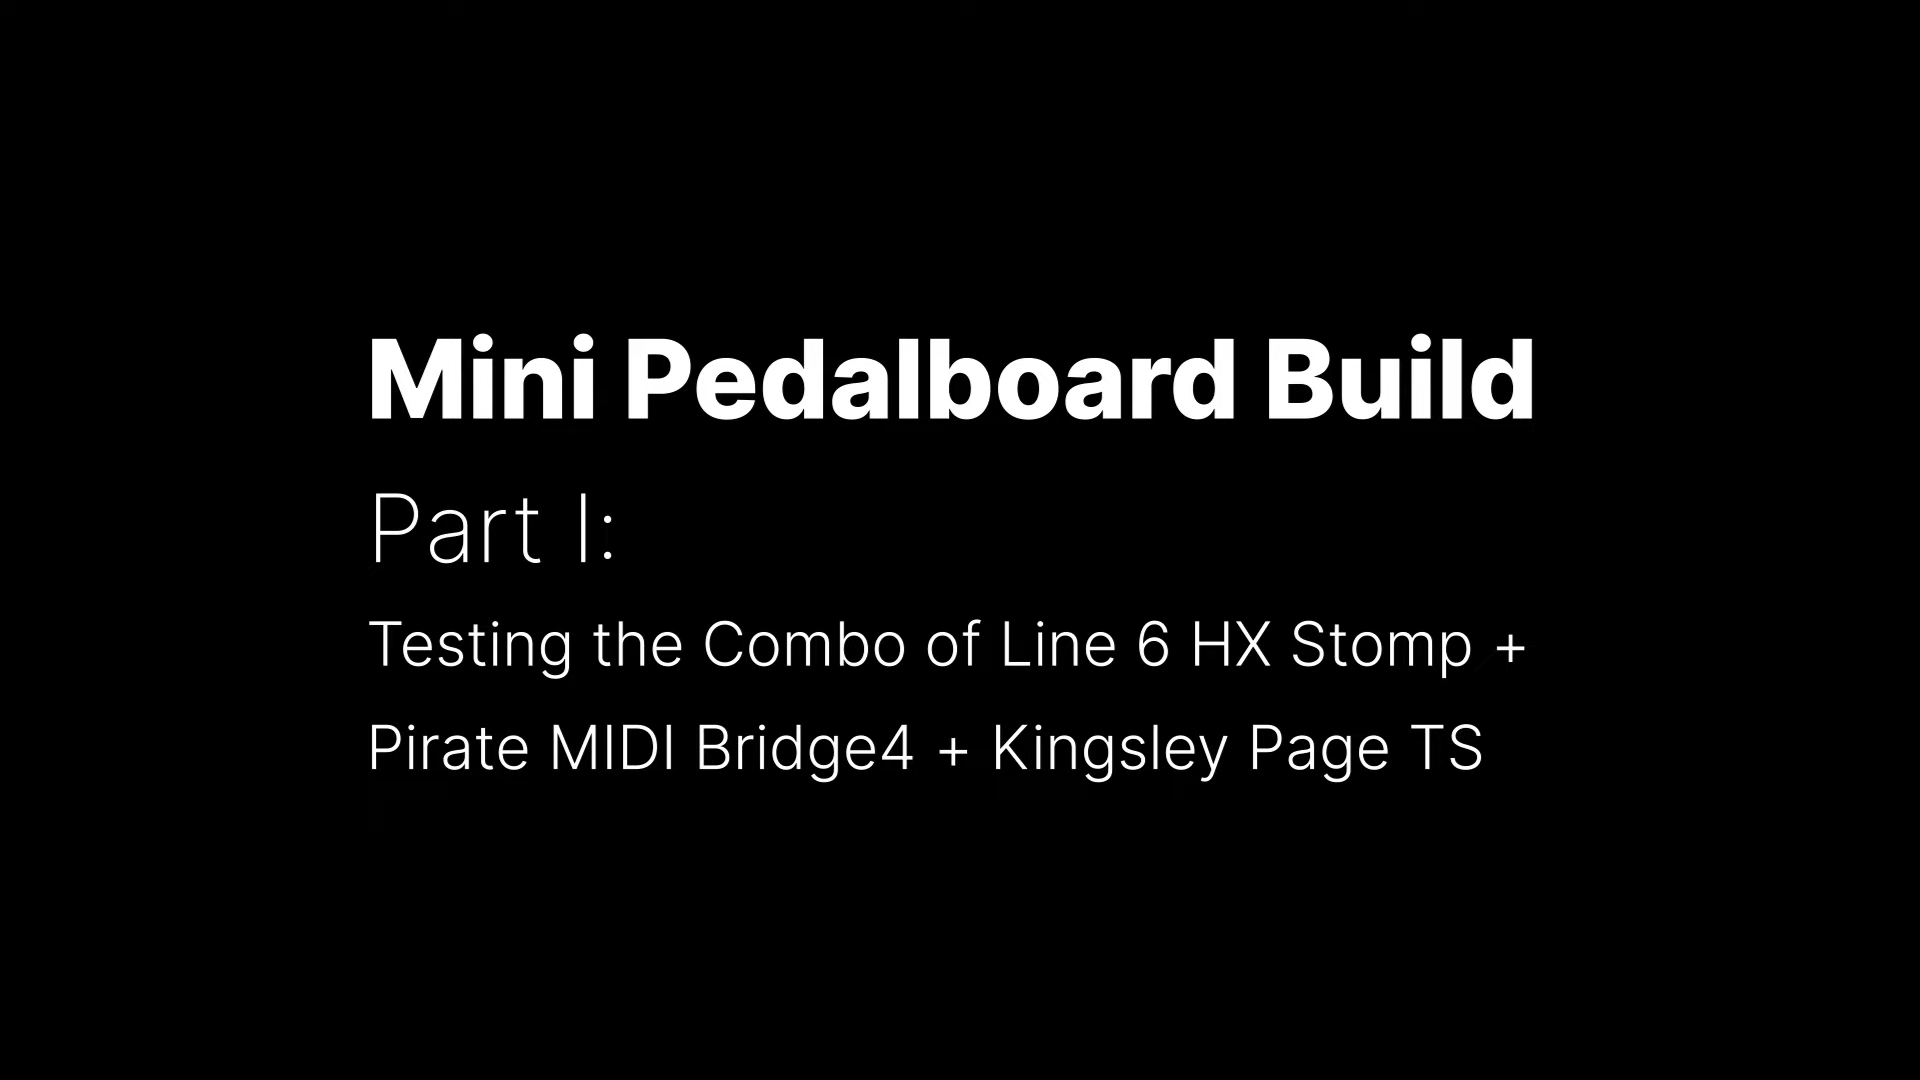 Mini Pedalboard Build
Part I:
Testing the Combo of Line 6 HX Stomp +
Pirate MIDI Bridge4 + Kingsley Page TS